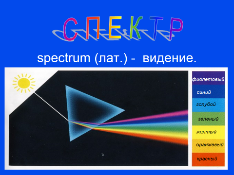 СПЕКТР
spectrum (лат.) - видение.
фиолетовый
синий
голубой
зеленый
желтый
оранжевый
красный